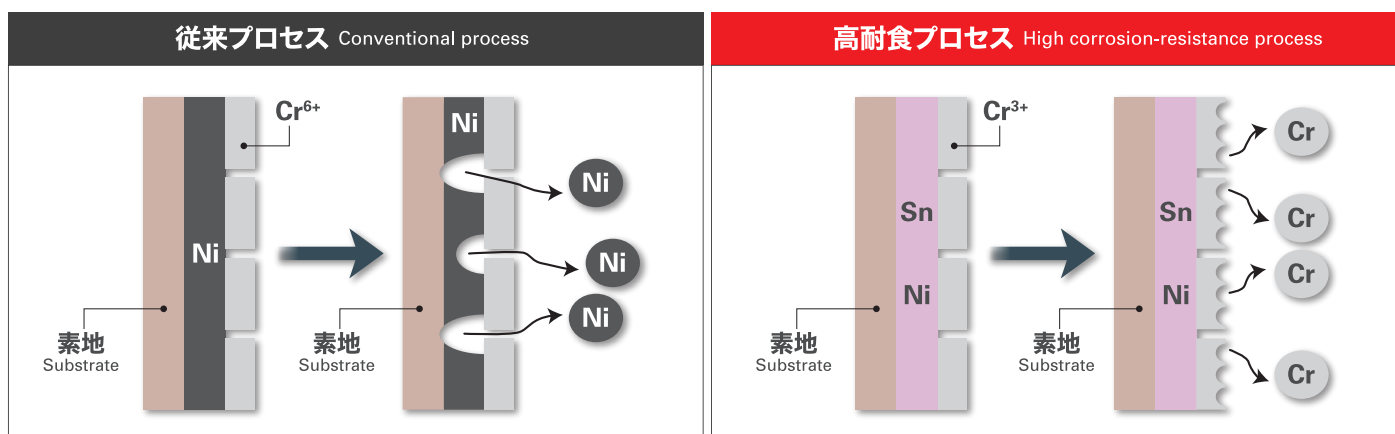 従来プロセス Conventional process
Cr6+
Ni
素地
Substrate
Ni
Ni
Ni
Ni
素地
Substrate
高耐食プロセス High corrosion-resistance process
Cr3+
Sn
Ni
素地
Substrate
Sn
Ni
Cr
Cr
Cr
Cr
素地
Substrate